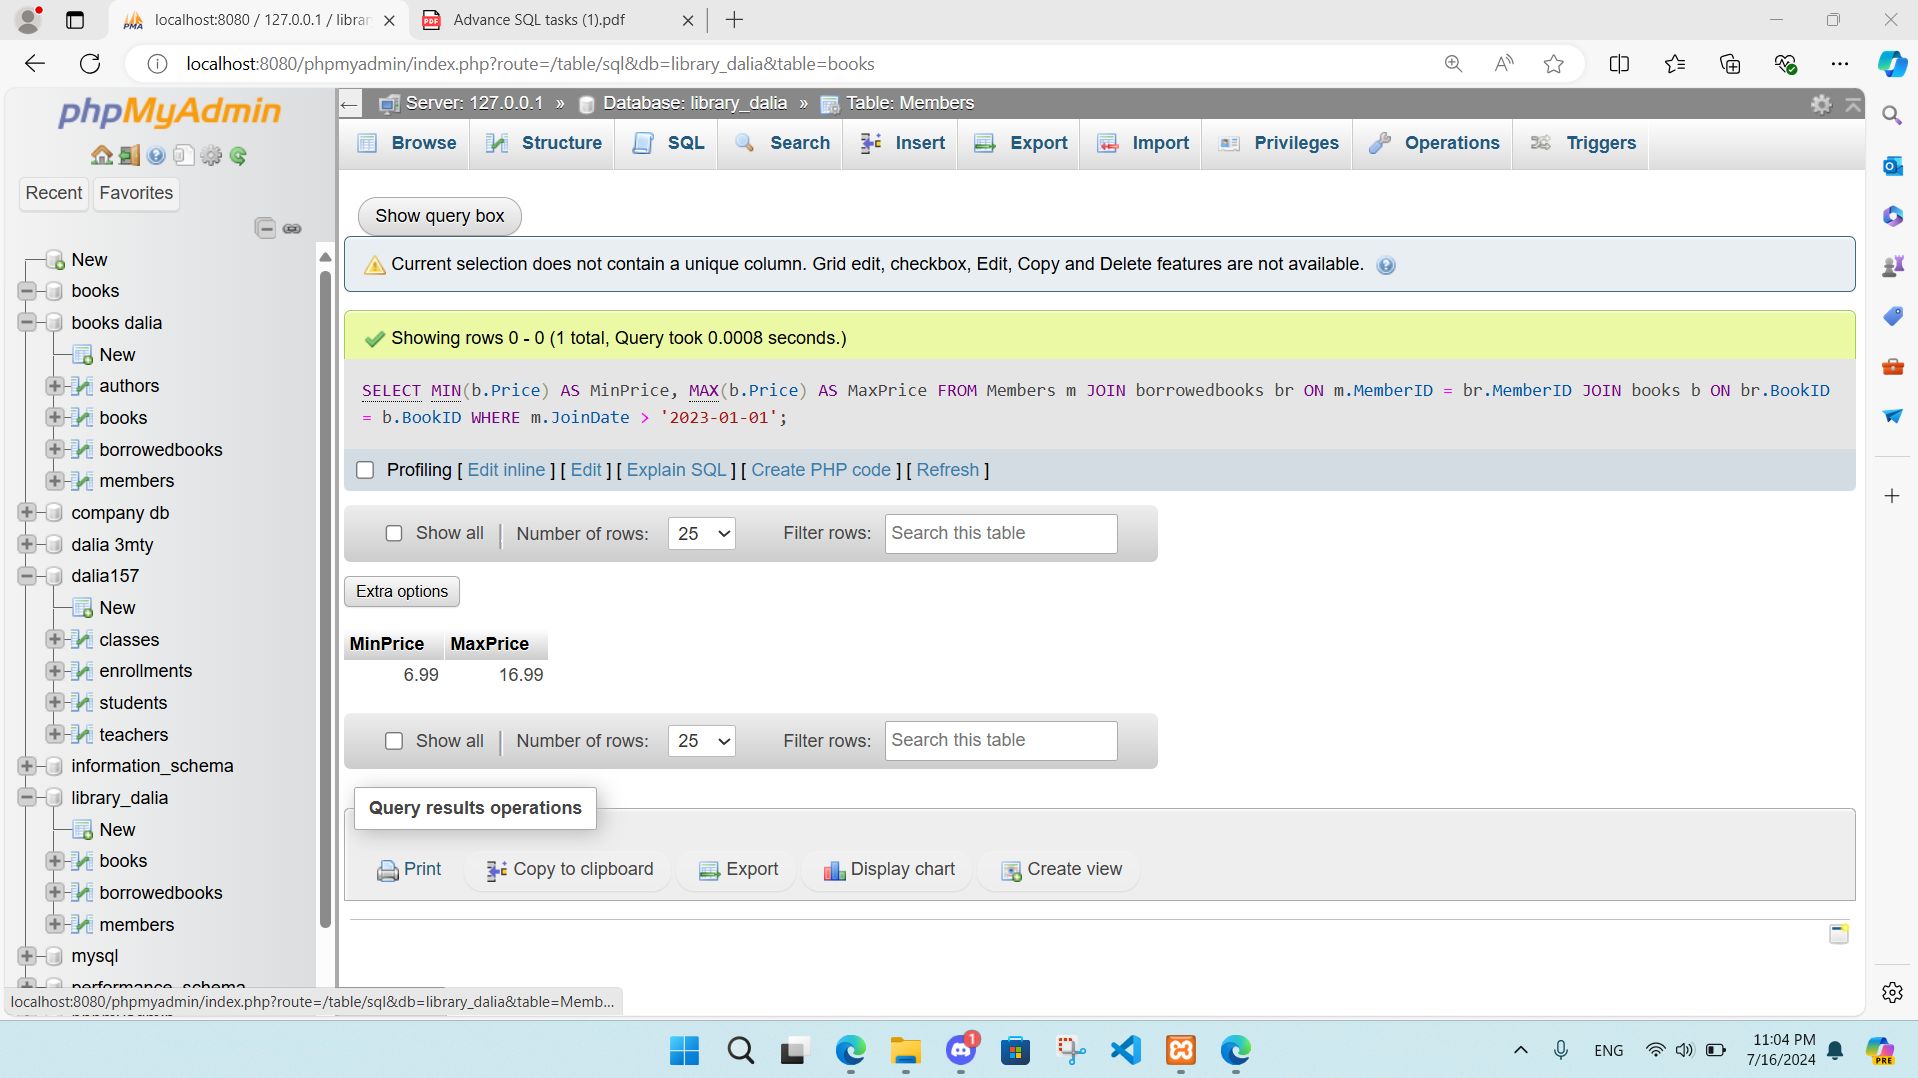 localhost:8080 / 127.0.0.1 / librar
Advance SQL tasks (1).pdf
localhost:8080/phpmyadmin/index.php?route=/table/sql&db=library_dalia&table=books
phpMyAdmin
Recent
Favorites
New
books
books dalia
New
authors
books
borrowedbooks
members
company db
dalia 3mty
dalia157
New
classes
enrollments
students
teachers
information_schema
library_dalia
New
books
borrowedbooks
members
mysql
performance_schema
phpmyadmin
localhost:8080/phpmyadmin/index.php?route=/table/sql&db=library_dalia&table=Memb...
Server: 127.0.0.1 » Database: library_dalia » Table: Members
Browse
Structure
SQL
Search
Insert
Export
Import
Privileges
Operations
Triggers
Show query box
Current selection does not contain a unique column. Grid edit, checkbox, Edit, Copy and Delete features are not available.
Showing rows 0 - 0 (1 total, Query took 0.0008 seconds.)
SELECT MIN(b.Price) AS MinPrice, MAX(b.Price) AS MaxPrice FROM Members m JOIN borrowedbooks br ON m.MemberID = br.MemberID JOIN books b ON br.BookID
= b.BookID WHERE m.JoinDate > '2023-01-01';
Profiling [ Edit inline ] [ Edit ] [ Explain SQL ] [ Create PHP code ] [ Refresh ]
Show all | Number of rows: 25 Filter rows: Search this table
Extra options
MinPrice MaxPrice
6.99 16.99
Show all | Number of rows: 25 Filter rows: Search this table
Query results operations
Print
Copy to clipboard
Export
Display chart
Create view
1
ENG
11:04 PM
7/16/2024
PRE